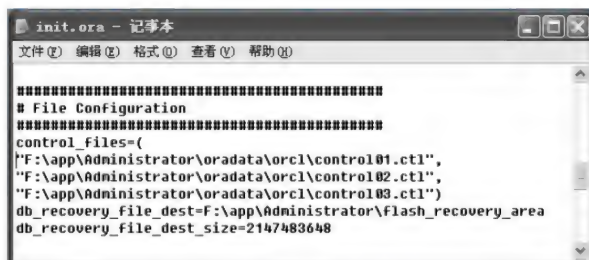 init.ora - 记事本
文件(F) 编辑(E) 格式(O) 查看(V) 帮助(H)
############################################
# File Configuration
############################################
control_files=(
"F:\app\Administrator\oradata\orcl\control01.ctl",
"F:\app\Administrator\oradata\orcl\control02.ctl",
"F:\app\Administrator\oradata\orcl\control03.ctl")
db_recovery_file_dest=F:\app\Administrator\flash_recovery_area
db_recovery_file_dest_size=2147483648